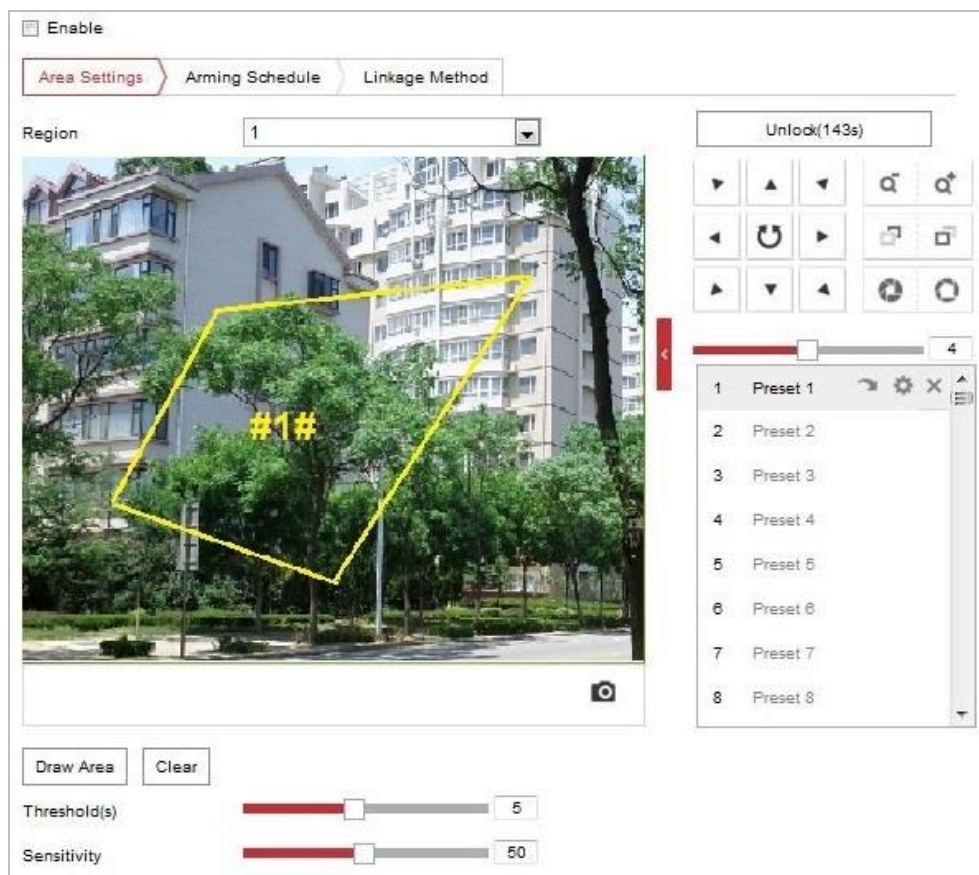 Enable
Area Settings
Arming Schedule
Linkage Method
Region
1
Unlock(143s)
#1#
4
1 Preset 1
2 Preset 2
3 Preset 3
4 Preset 4
5 Preset 5
6 Preset 6
7 Preset 7
8 Preset 8
Draw Area
Clear
Threshold(s)
5
Sensitivity
50